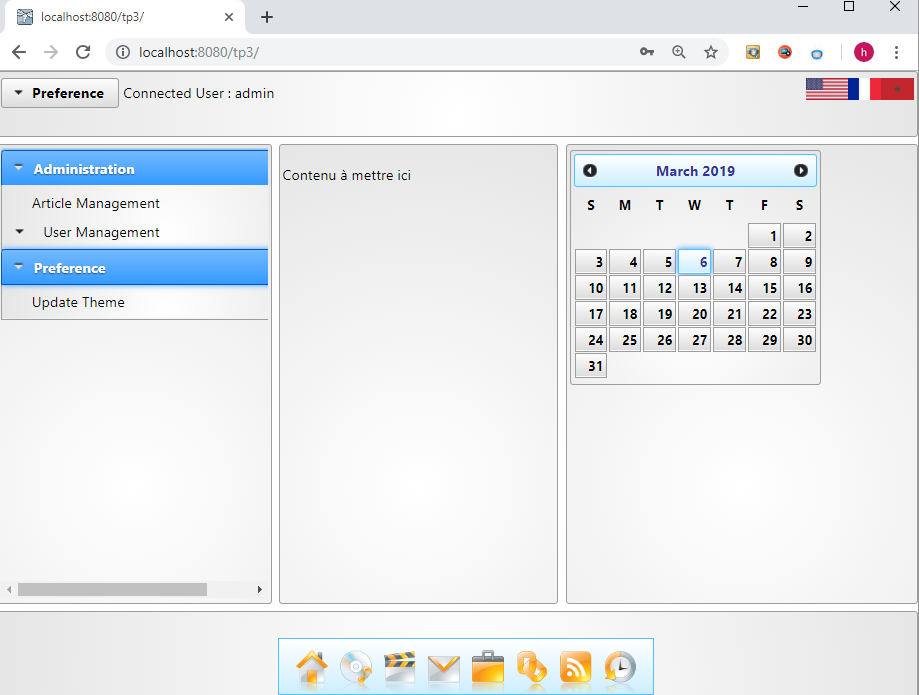 localhost:8080/tp3/
localhost:8080/tp3/
h
Preference Connected User : admin
Administration
Article Management
User Management
Preference
Update Theme
Contenu à mettre ici
March 2019
S M T W T F S
1 2
3 4 5 6 7 8 9
10 11 12 13 14 15 16
17 18 19 20 21 22 23
24 25 26 27 28 29 30
31